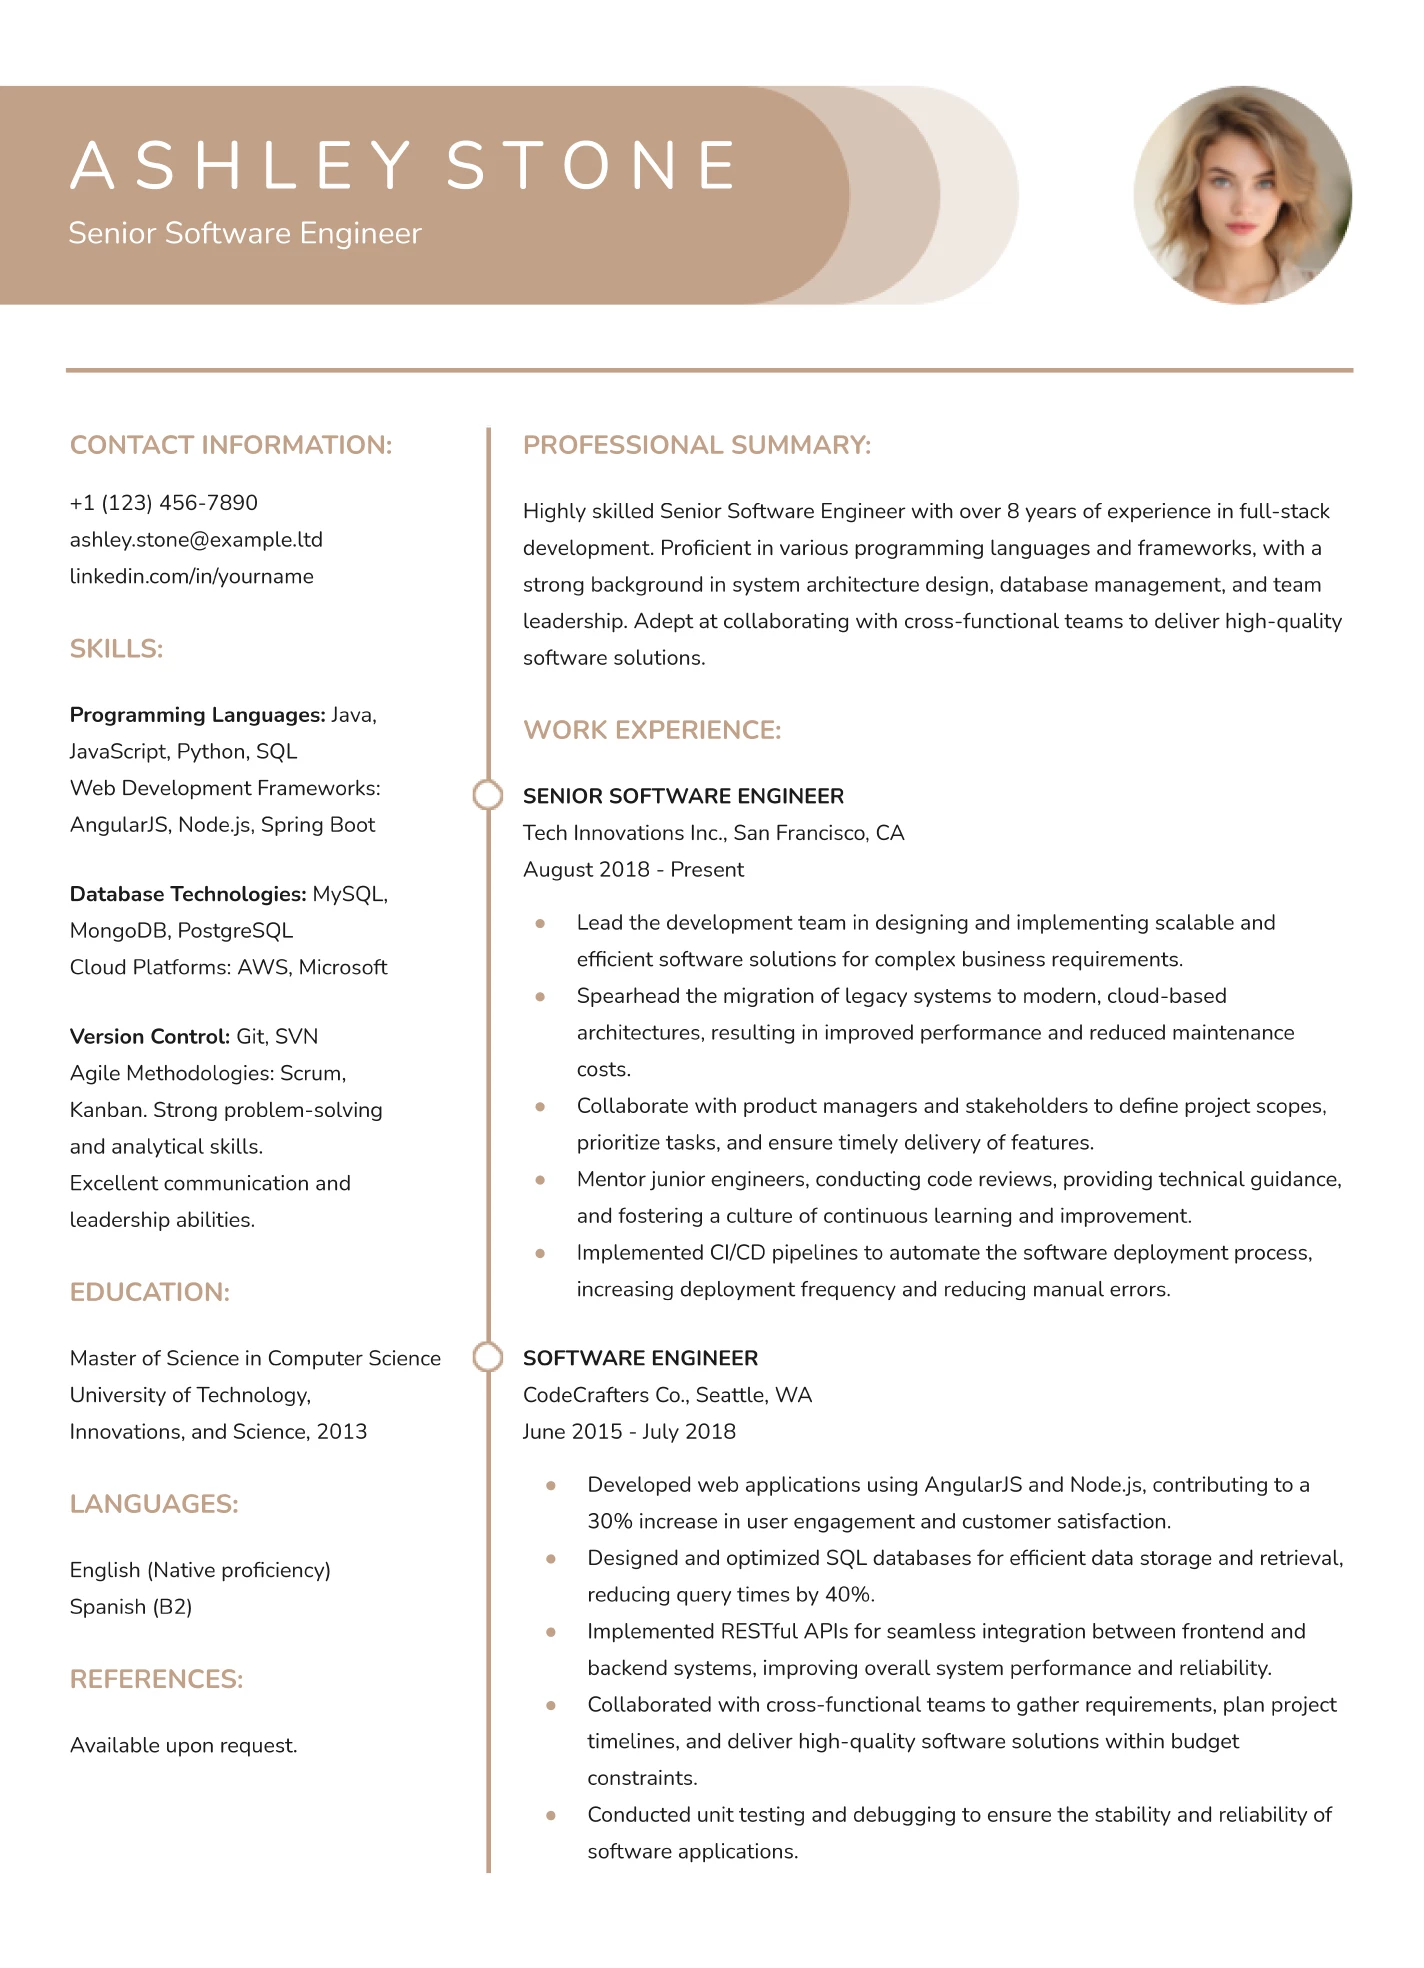 ASHLEY STONE
Senior Software Engineer
CONTACT INFORMATION:
+1 (123) 456-7890
ashley.stone@example.ltd
linkedin.com/in/yourname
SKILLS:
Programming Languages: Java,
JavaScript, Python, SQL
Web Development Frameworks:
AngularJS, Node.js, Spring Boot
Database Technologies: MySQL,
MongoDB, PostgreSQL
Cloud Platforms: AWS, Microsoft
Version Control: Git, SVN
Agile Methodologies: Scrum,
Kanban. Strong problem-solving
and analytical skills.
Excellent communication and
leadership abilities.
EDUCATION:
Master of Science in Computer Science
University of Technology,
Innovations, and Science, 2013
LANGUAGES:
English (Native proficiency)
Spanish (B2)
REFERENCES:
Available upon request.
PROFESSIONAL SUMMARY:
Highly skilled Senior Software Engineer with over 8 years of experience in full-stack
development. Proficient in various programming languages and frameworks, with a
strong background in system architecture design, database management, and team
leadership. Adept at collaborating with cross-functional teams to deliver high-quality
software solutions.
WORK EXPERIENCE:
SENIOR SOFTWARE ENGINEER
Tech Innovations Inc., San Francisco, CA
August 2018 - Present
● Lead the development team in designing and implementing scalable and
efficient software solutions for complex business requirements.
● Spearhead the migration of legacy systems to modern, cloud-based
architectures, resulting in improved performance and reduced maintenance
costs.
● Collaborate with product managers and stakeholders to define project scopes,
prioritize tasks, and ensure timely delivery of features.
● Mentor junior engineers, conducting code reviews, providing technical guidance,
and fostering a culture of continuous learning and improvement.
● Implemented CI/CD pipelines to automate the software deployment process,
increasing deployment frequency and reducing manual errors.
SOFTWARE ENGINEER
CodeCrafters Co., Seattle, WA
June 2015 - July 2018
● Developed web applications using AngularJS and Node.js, contributing to a
30% increase in user engagement and customer satisfaction.
● Designed and optimized SQL databases for efficient data storage and retrieval,
reducing query times by 40%.
● Implemented RESTful APIs for seamless integration between frontend and
backend systems, improving overall system performance and reliability.
● Collaborated with cross-functional teams to gather requirements, plan project
timelines, and deliver high-quality software solutions within budget
constraints.
● Conducted unit testing and debugging to ensure the stability and reliability of
software applications.